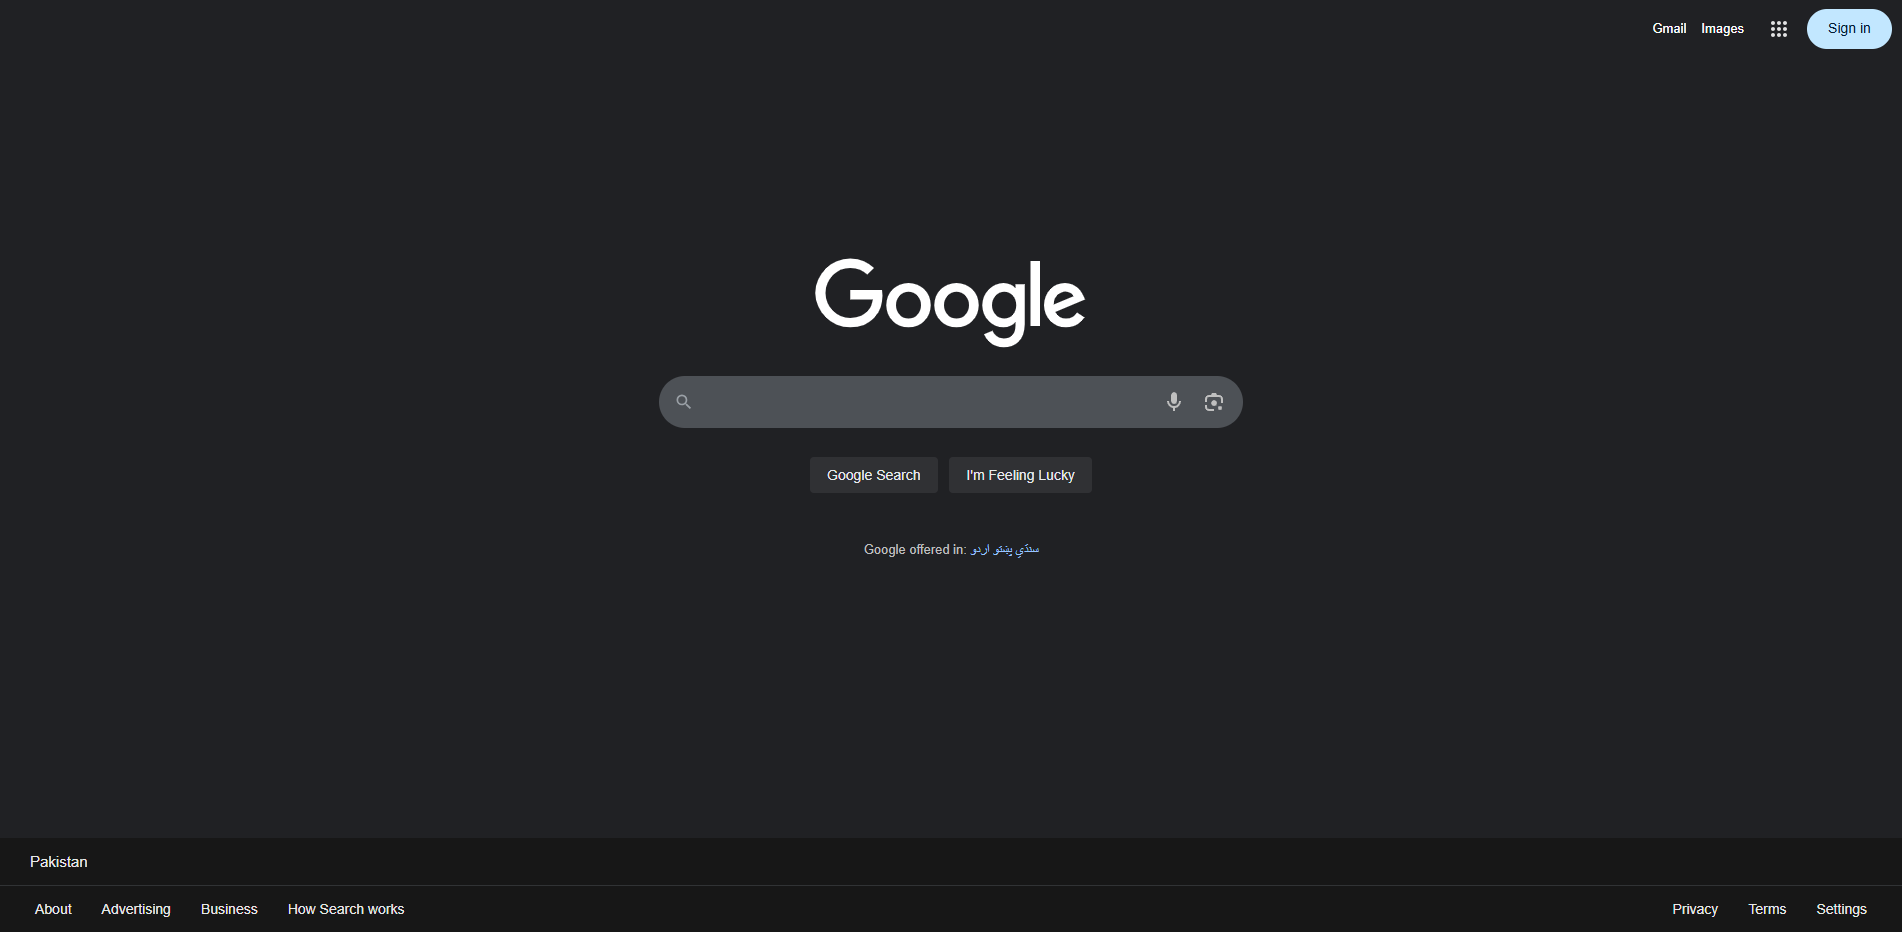 Gmail Images Sign in
Google
Google Search I'm Feeling Lucky
Google offered in: اردو پښتو سنڌي
Pakistan
About Advertising Business How Search works Privacy Terms Settings